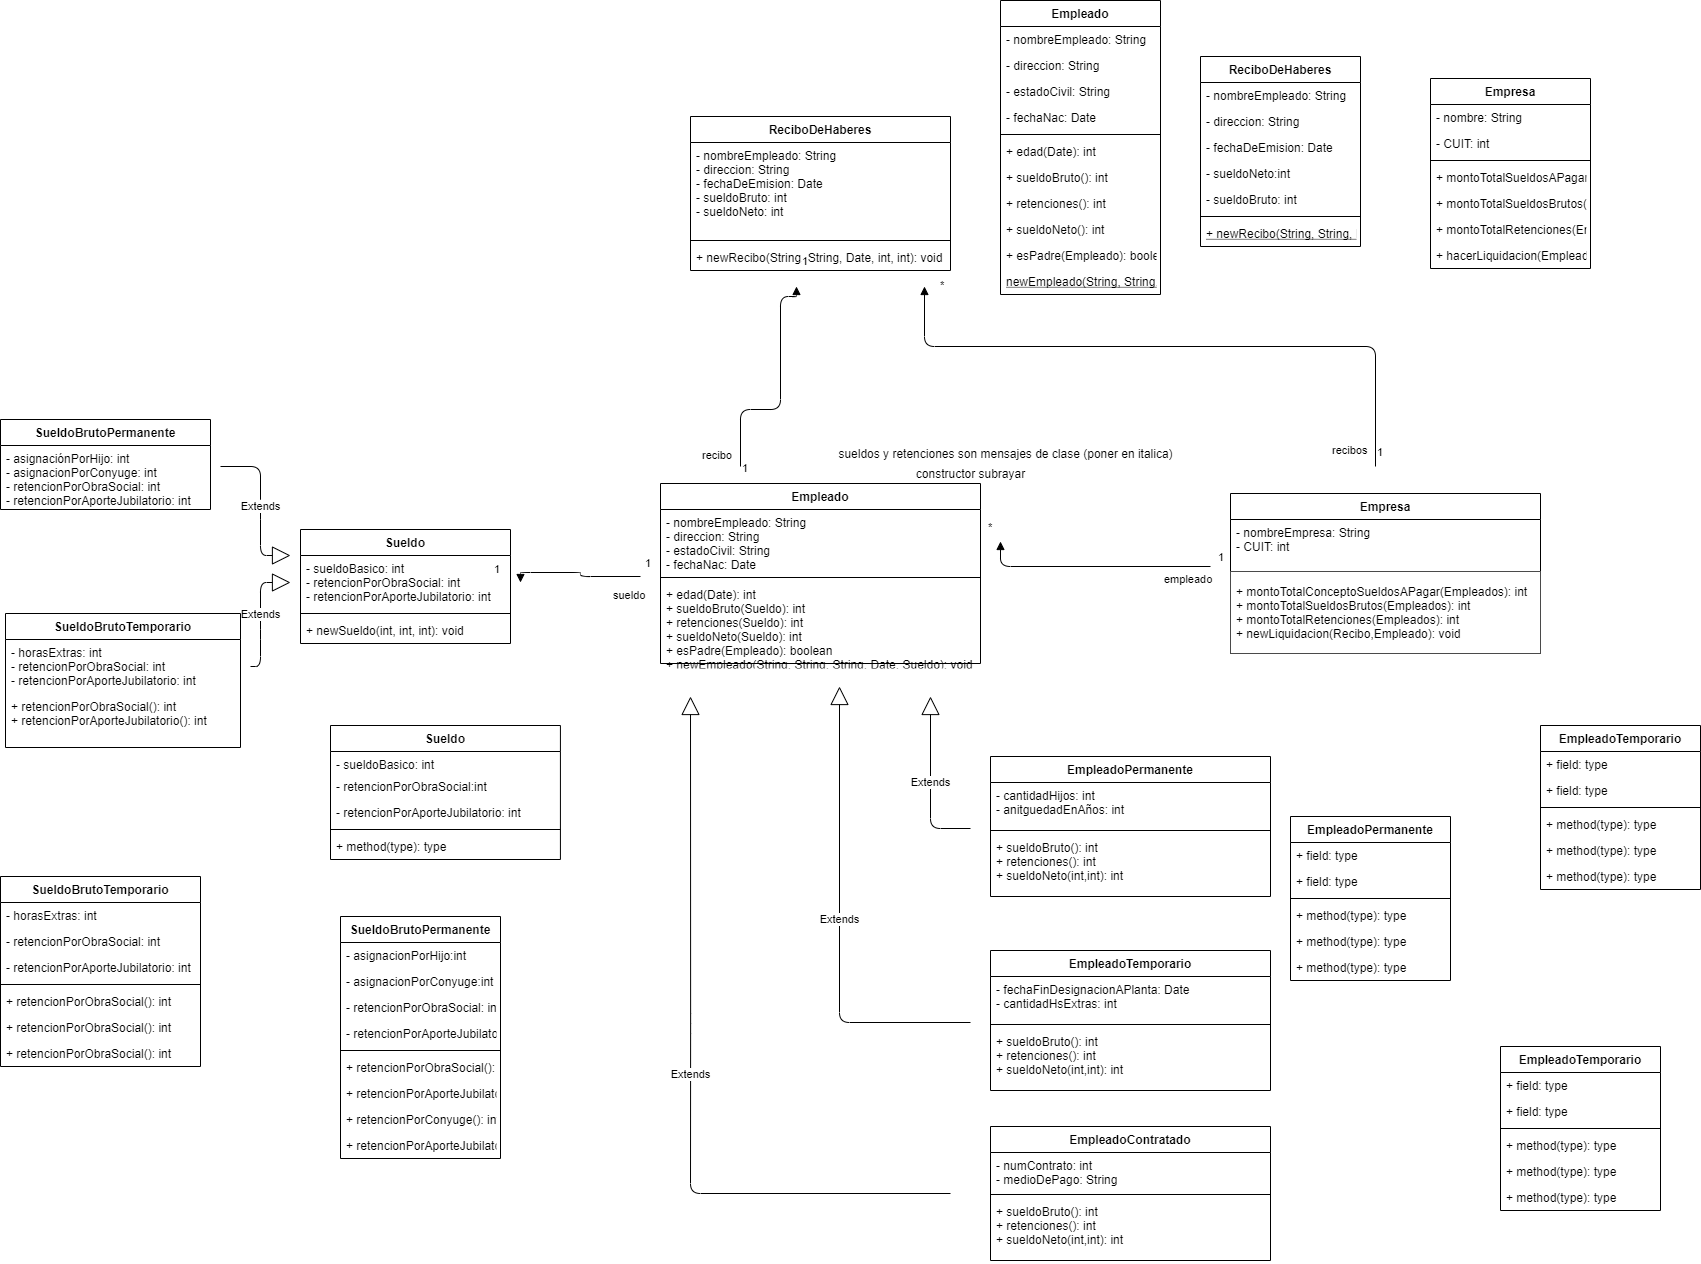 Empleado
- nombreEmpleado: String
- direccion: String
- estadoCivil: String
- fechaNac: Date
+ edad(Date): int
+ sueldoBruto(): int
+ retenciones(): int
+ sueldoNeto(): int
+ esPadre(Empleado): boole
newEmpleado(String, String
ReciboDeHaberes
- nombreEmpleado: String
- direccion: String
- fechaDeEmision: Date
- sueldoNeto:int
- sueldoBruto: int
+ newRecibo(String, String,
Empresa
- nombre: String
- CUIT: int
+ montoTotalSueldosAPagar
+ montoTotalSueldosBrutos(
+ montoTotalRetenciones(E
+ hacerLiquidacion(Emplead
ReciboDeHaberes
- nombreEmpleado: String
- direccion: String
- fechaDeEmision: Date
- sueldoBruto: int
- sueldoNeto: int
+ newRecibo(String, String, Date, int, int): void
1
*
recibo
1
sueldos y retenciones son mensajes de clase (poner en italica)
constructor subrayar
recibos
1
SueldoBrutoPermanente
- asignaciónPorHijo: int
- asignacionPorConyuge: int
- retencionPorObraSocial: int
- retencionPorAporteJubilatorio: int
Extends
Sueldo
- sueldoBasico: int
- retencionPorObraSocial: int
- retencionPorAporteJubilatorio: int
+ newSueldo(int, int, int): void
1
1
sueldo
Extends
SueldoBrutoTemporario
- horasExtras: int
- retencionPorObraSocial: int
- retencionPorAporteJubilatorio: int
+ retencionPorObraSocial(): int
+ retencionPorAporteJubilatorio(): int
Empleado
- nombreEmpleado: String
- direccion: String
- estadoCivil: String
- fechaNac: Date
+ edad(Date): int
+ sueldoBruto(Sueldo): int
+ retenciones(Sueldo): int
+ sueldoNeto(Sueldo): int
+ esPadre(Empleado): boolean
+ newEmpleado(String, String, String, Date, Sueldo): void
*
1
empleado
Empresa
- nombreEmpresa: String
- CUIT: int
+ montoTotalConceptoSueldosAPagar(Empleados): int
+ montoTotalSueldosBrutos(Empleados): int
+ montoTotalRetenciones(Empleados): int
+ newLiquidacion(Recibo,Empleado): void
Sueldo
- sueldoBasico: int
- retencionPorObraSocial:int
- retencionPorAporteJubilatorio: int
+ method(type): type
Extends
EmpleadoPermanente
- cantidadHijos: int
- anitguedadEnAños: int
+ sueldoBruto(): int
+ retenciones(): int
+ sueldoNeto(int,int): int
EmpleadoPermanente
+ field: type
+ field: type
+ method(type): type
+ method(type): type
+ method(type): type
EmpleadoTemporario
+ field: type
+ field: type
+ method(type): type
+ method(type): type
+ method(type): type
SueldoBrutoTemporario
- horasExtras: int
- retencionPorObraSocial: int
- retencionPorAporteJubilatorio: int
+ retencionPorObraSocial(): int
+ retencionPorObraSocial(): int
+ retencionPorObraSocial(): int
SueldoBrutoPermanente
- asignacionPorHijo:int
- asignacionPorConyuge:int
- retencionPorObraSocial: in
- retencionPorAporteJubilato
+ retencionPorObraSocial():
+ retencionPorAporteJubilat
+ retencionPorConyuge(): in
+ retencionPorAporteJubilat
Extends
EmpleadoTemporario
- fechaFinDesignacionAPlanta: Date
- cantidadHsExtras: int
+ sueldoBruto(): int
+ retenciones(): int
+ sueldoNeto(int,int): int
Extends
EmpleadoContratado
- numContrato: int
- medioDePago: String
+ sueldoBruto(): int
+ retenciones(): int
+ sueldoNeto(int,int): int
EmpleadoTemporario
+ field: type
+ field: type
+ method(type): type
+ method(type): type
+ method(type): type